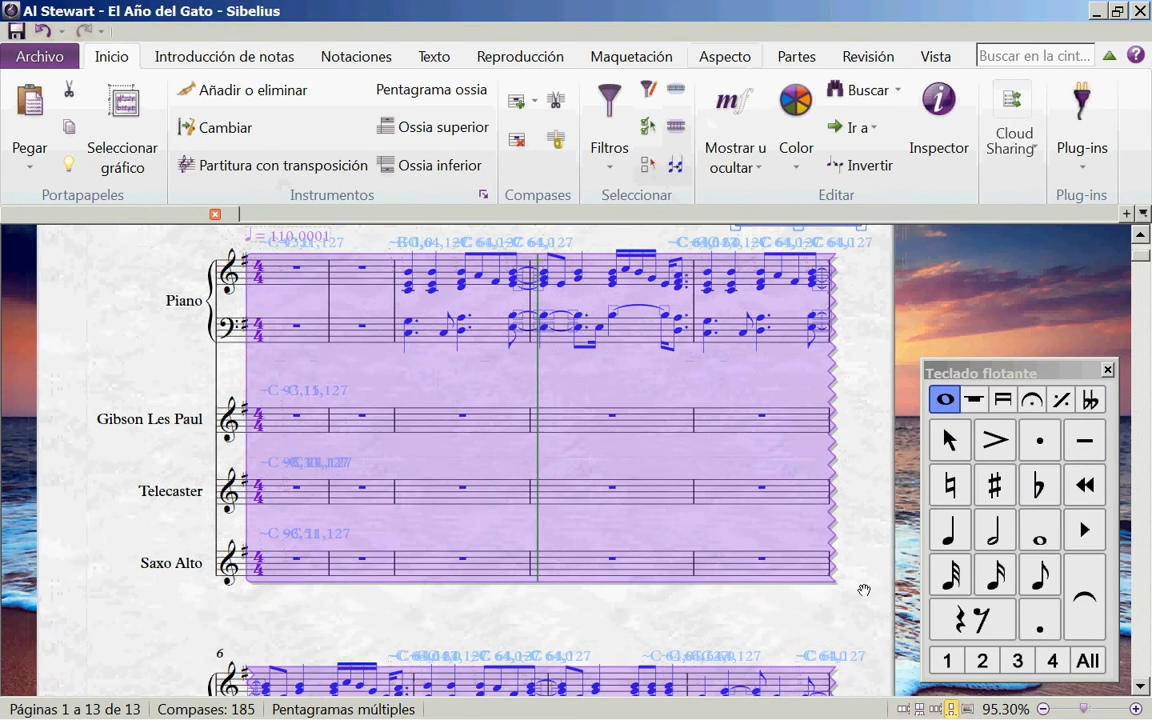 Al Stewart - El Año del Gato - Sibelius
Archivo Inicio Introducción de notas Notaciones Texto Reproducción Maquetación Aspecto Partes Revisión Vista Buscar en la cint...
Pegar
Seleccionar gráfico
Portapapeles
Añadir o eliminar
Cambiar
Partitura con transposición
Pentagrama ossia
Ossia superior
Ossia inferior
Instrumentos
Compases
Filtros
Seleccionar
Mostrar u ocultar
Color
Buscar
Ir a
Invertir
Editar
Inspector
Cloud Sharing
Plug-ins
Plug-ins
= 110,0001
Piano
Gibson Les Paul
Telecaster
Saxo Alto
6
Teclado flotante
1 2 3 4 All
Páginas 1 a 13 de 13 Compases: 185 Pentagramas múltiples 95.30%